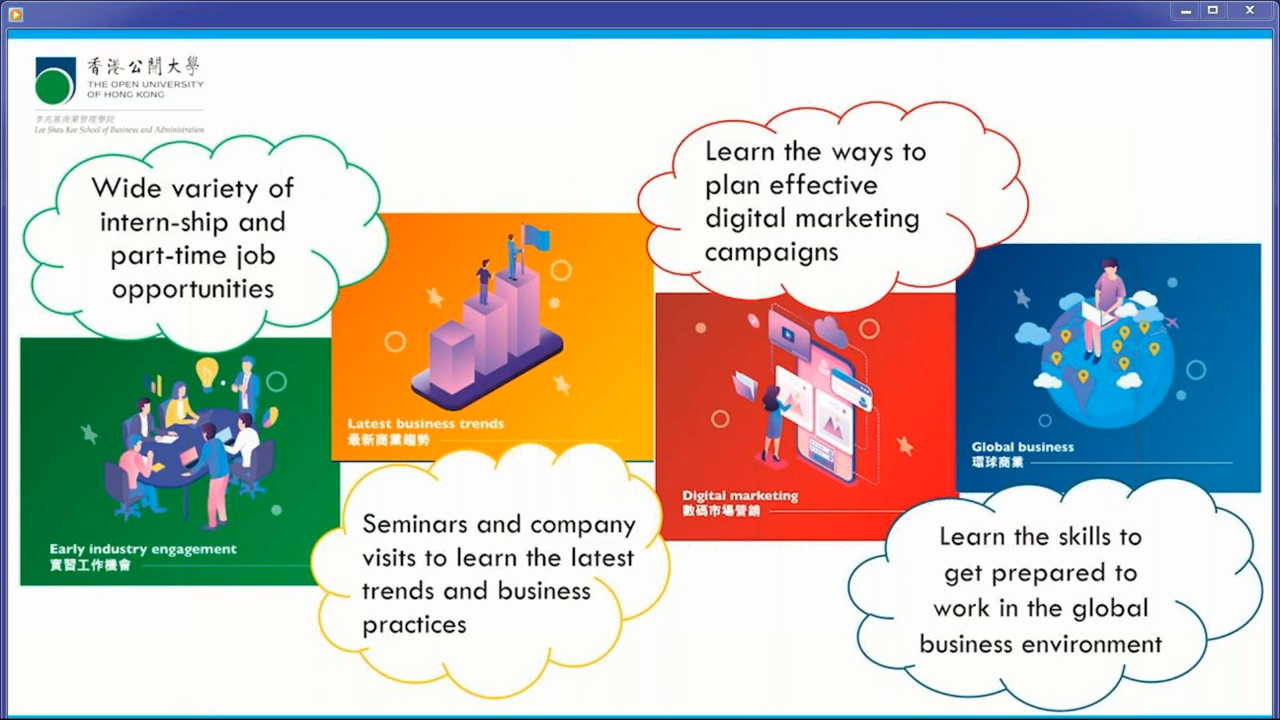 香港公開大學
THE OPEN UNIVERSITY
OF HONG KONG
李兆基商業管理學院
Lee Shau Kee School of Business and Administration
Wide variety of
intern-ship and
part-time job
opportunities
Early industry engagement
實習工作機會
Latest business trends
最新商業趨勢
Seminars and company
visits to learn the latest
trends and business
practices
Learn the ways to
plan effective
digital marketing
campaigns
Digital marketing
數碼市場營銷
Global business
環球商業
Learn the skills to
get prepared to
work in the global
business environment